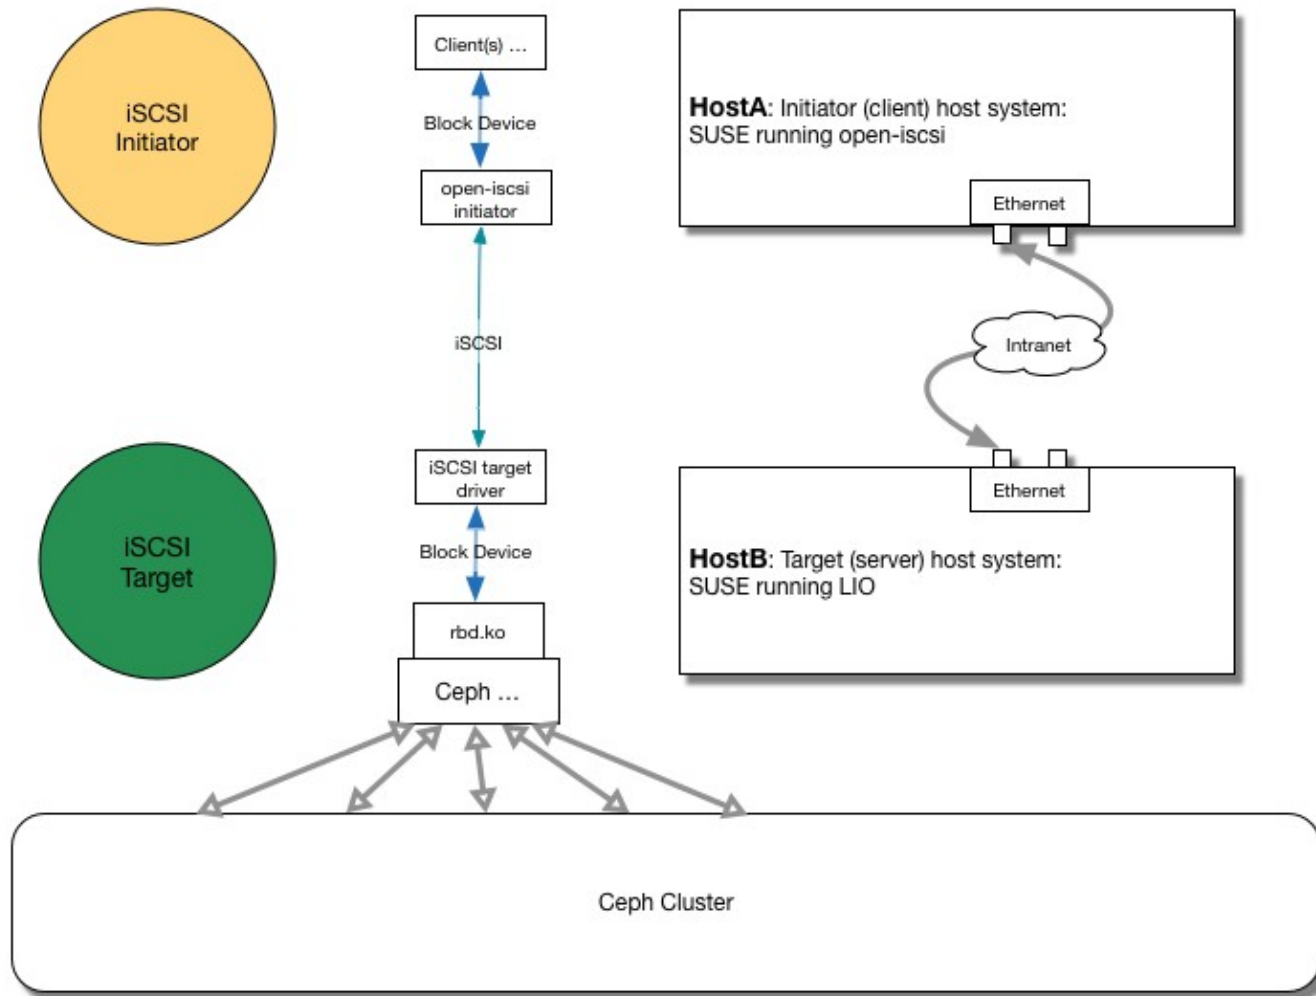 iSCSI
Initiator
Client(s) ...
Block Device
open-iscsi
initiator
HostA: Initiator (client) host system:
SUSE running open-iscsi
Ethernet
iSCSI
Intranet
iSCSI
Target
iSCSI target
driver
Block Device
rbd.ko
Ceph ...
Ethernet
HostB: Target (server) host system:
SUSE running LIO
Ceph Cluster